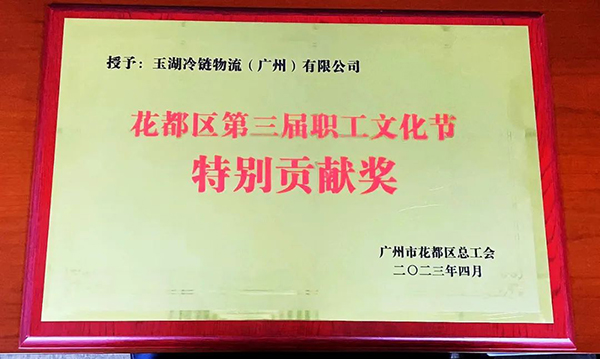 授予：玉湖冷链物流（广州）有限公司
花都区第三届职工文化节
特别贡献奖
广州市花都区总工会
二〇二三年四月